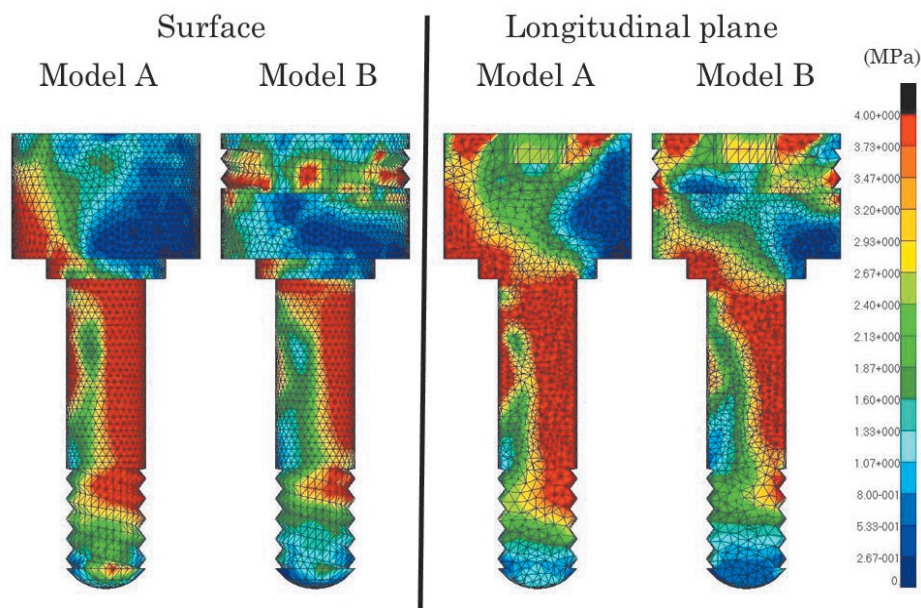 Surface
Longitudinal plane
Model A
Model B
Model A
Model B
(MPa)
4.00+000
3.73+000
3.47+000
3.20+000
2.93+000
2.67+000
2.40+000
2.13+000
1.87+000
1.60+000
1.33+000
1.07+000
8.00-001
5.33-001
2.67-001
0.